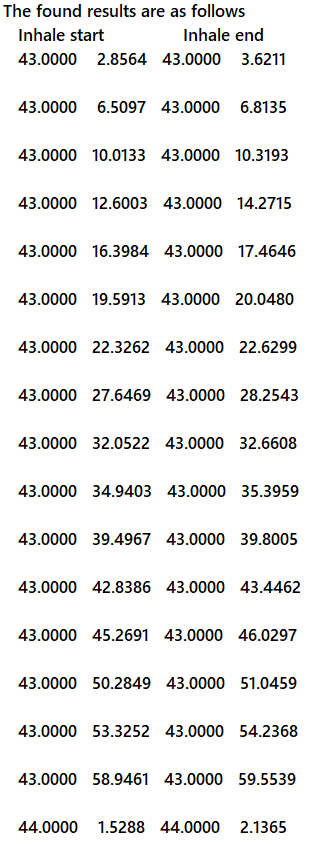 The found results are as follows
Inhale start Inhale end
43.0000 2.8564 43.0000 3.6211
43.0000 6.5097 43.0000 6.8135
43.0000 10.0133 43.0000 10.3193
43.0000 12.6003 43.0000 14.2715
43.0000 16.3984 43.0000 17.4646
43.0000 19.5913 43.0000 20.0480
43.0000 22.3262 43.0000 22.6299
43.0000 27.6469 43.0000 28.2543
43.0000 32.0522 43.0000 32.6608
43.0000 34.9403 43.0000 35.3959
43.0000 39.4967 43.0000 39.8005
43.0000 42.8386 43.0000 43.4462
43.0000 45.2691 43.0000 46.0297
43.0000 50.2849 43.0000 51.0459
43.0000 53.3252 43.0000 54.2368
43.0000 58.9461 43.0000 59.5539
44.0000 1.5288 44.0000 2.1365